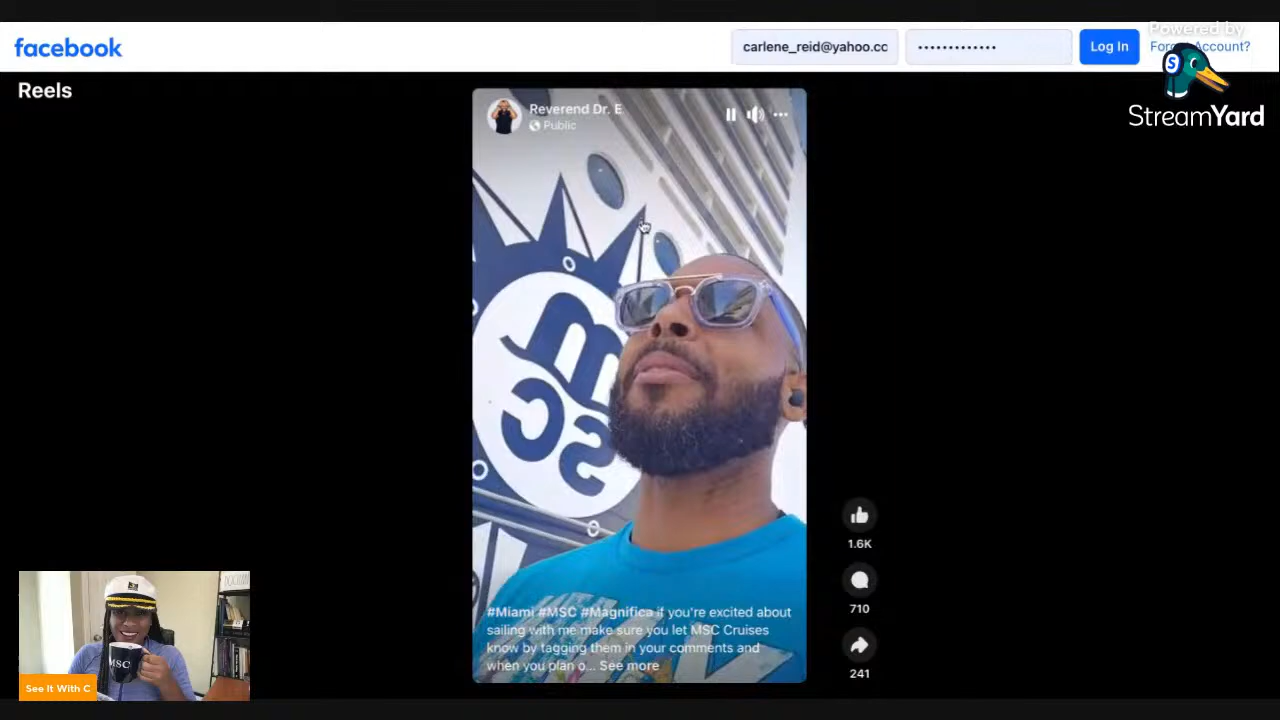 facebook
carlene_reid@yahoo.cc
Log In
Account?
Powered by
StreamYard
Reels
Reverend Dr. E
Public
msc
#Miami #MSC #Magnifica if you're excited about
sailing with me make sure you let MSC Cruises
know by tagging them in your comments and
when you plan o... See more
1.6K
710
241
MSC
See It With C